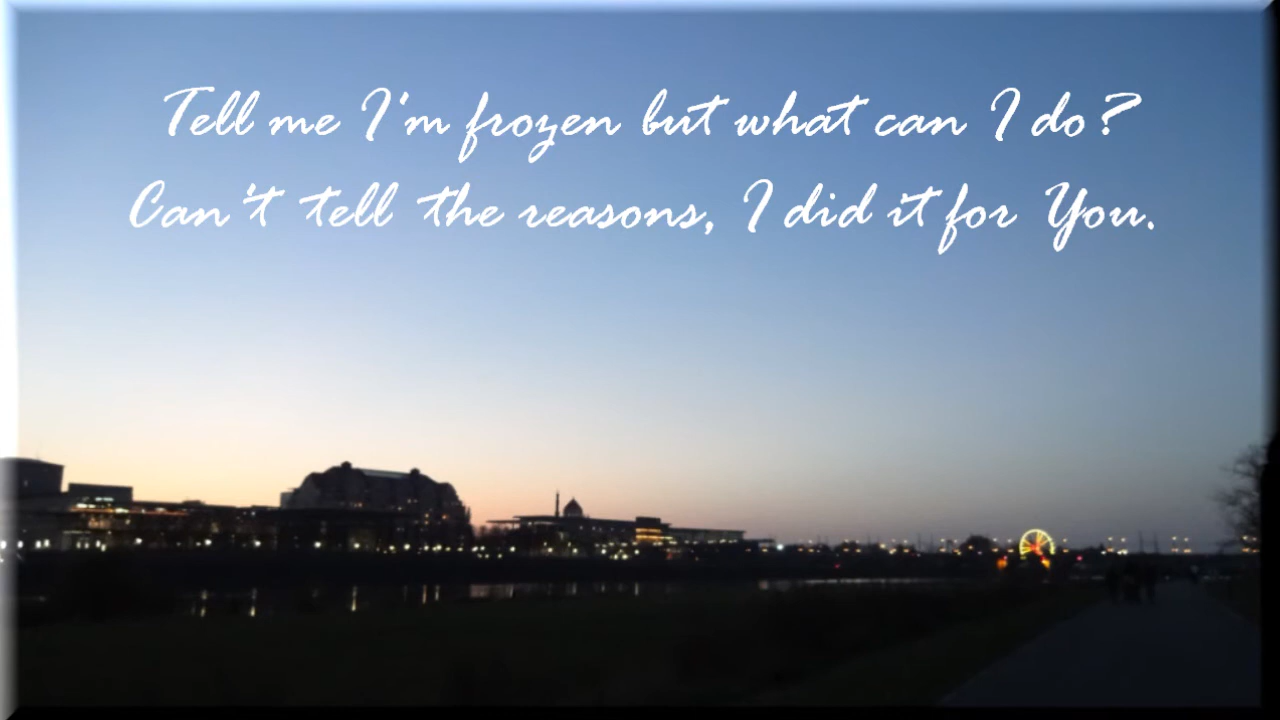 Tell me I'm frozen but what can I do?
Can't tell the reasons, I did it for You.